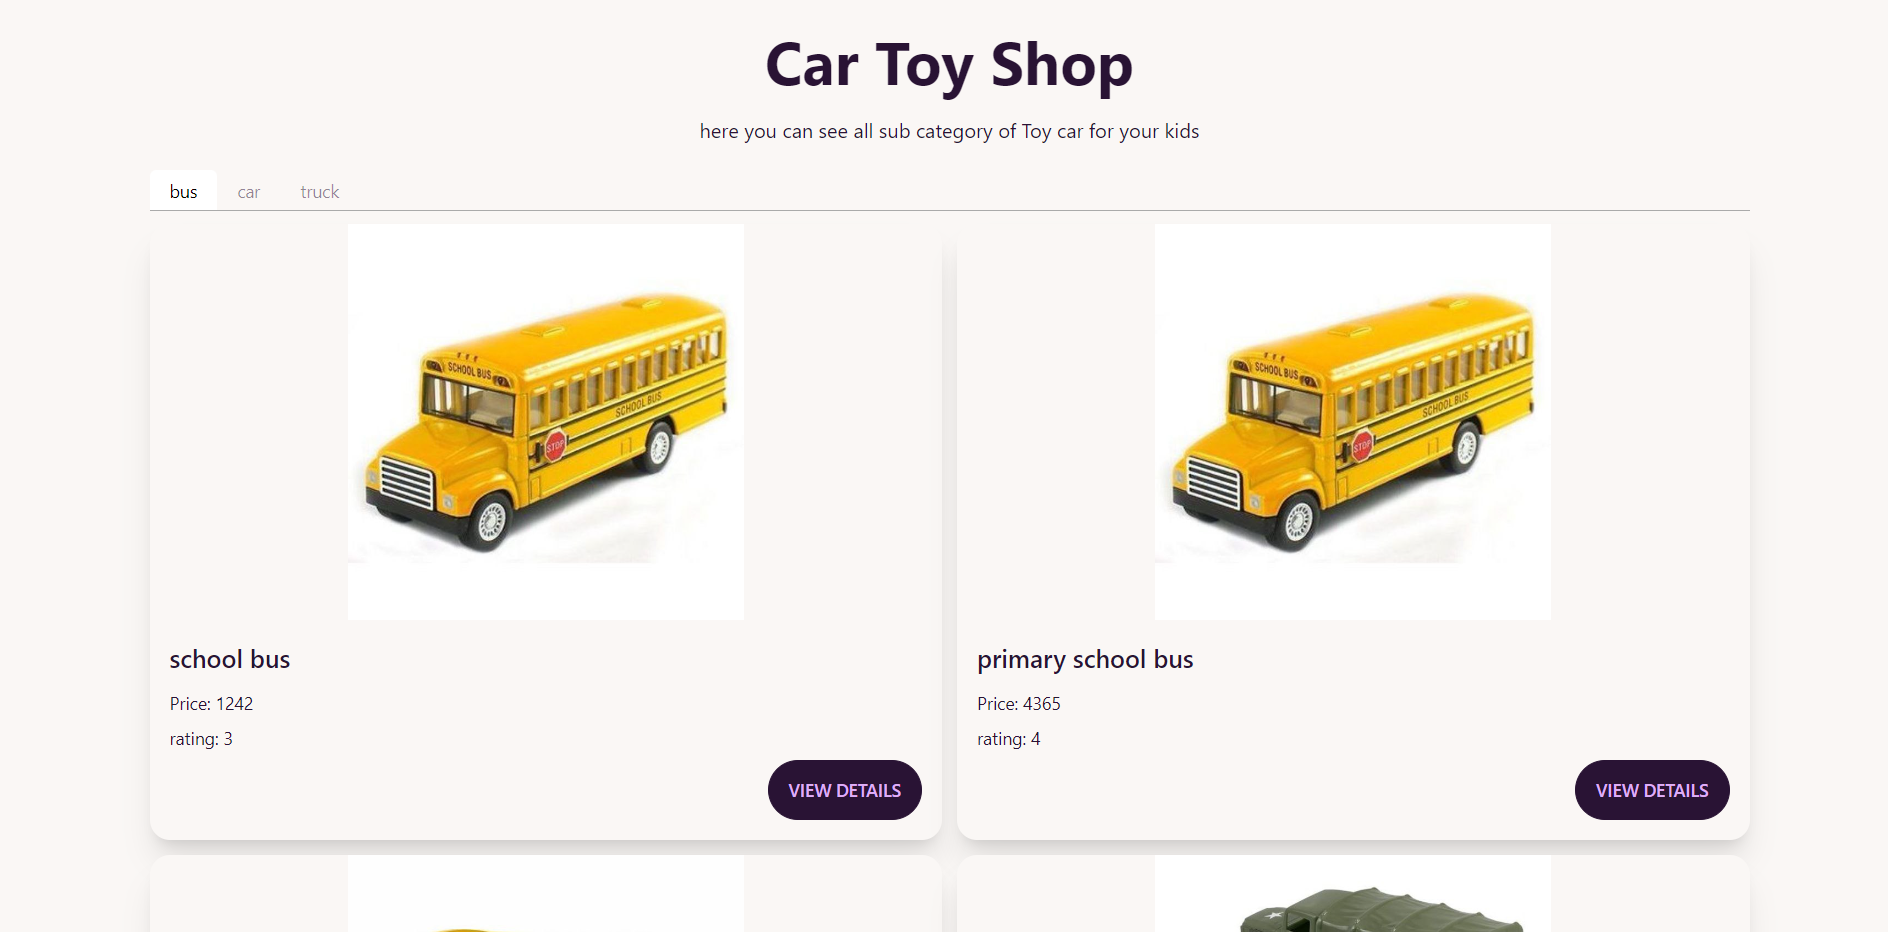 Car Toy Shop
here you can see all sub category of Toy car for your kids
bus car truck
SCHOOL BUS
SCHOOL BUS
STOP
SCHOOL BUS
SCHOOL BUS
STOP
school bus
Price: 1242
rating: 3
VIEW DETAILS
primary school bus
Price: 4365
rating: 4
VIEW DETAILS